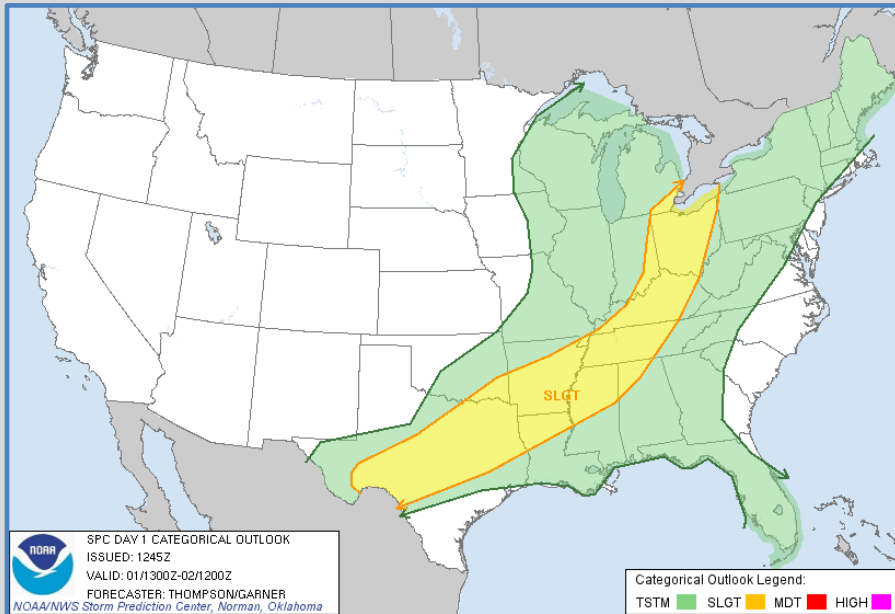 SLGT
SPC DAY 1 CATEGORICAL OUTLOOK
ISSUED: 1245Z
VALID: 01/1300Z-02/1200Z
FORECASTER: THOMPSON/GARNER
NOAA
NOAA/NWS Storm Prediction Center, Norman, Oklahoma
Categorical Outlook Legend:
TSTM SLGT MDT HIGH